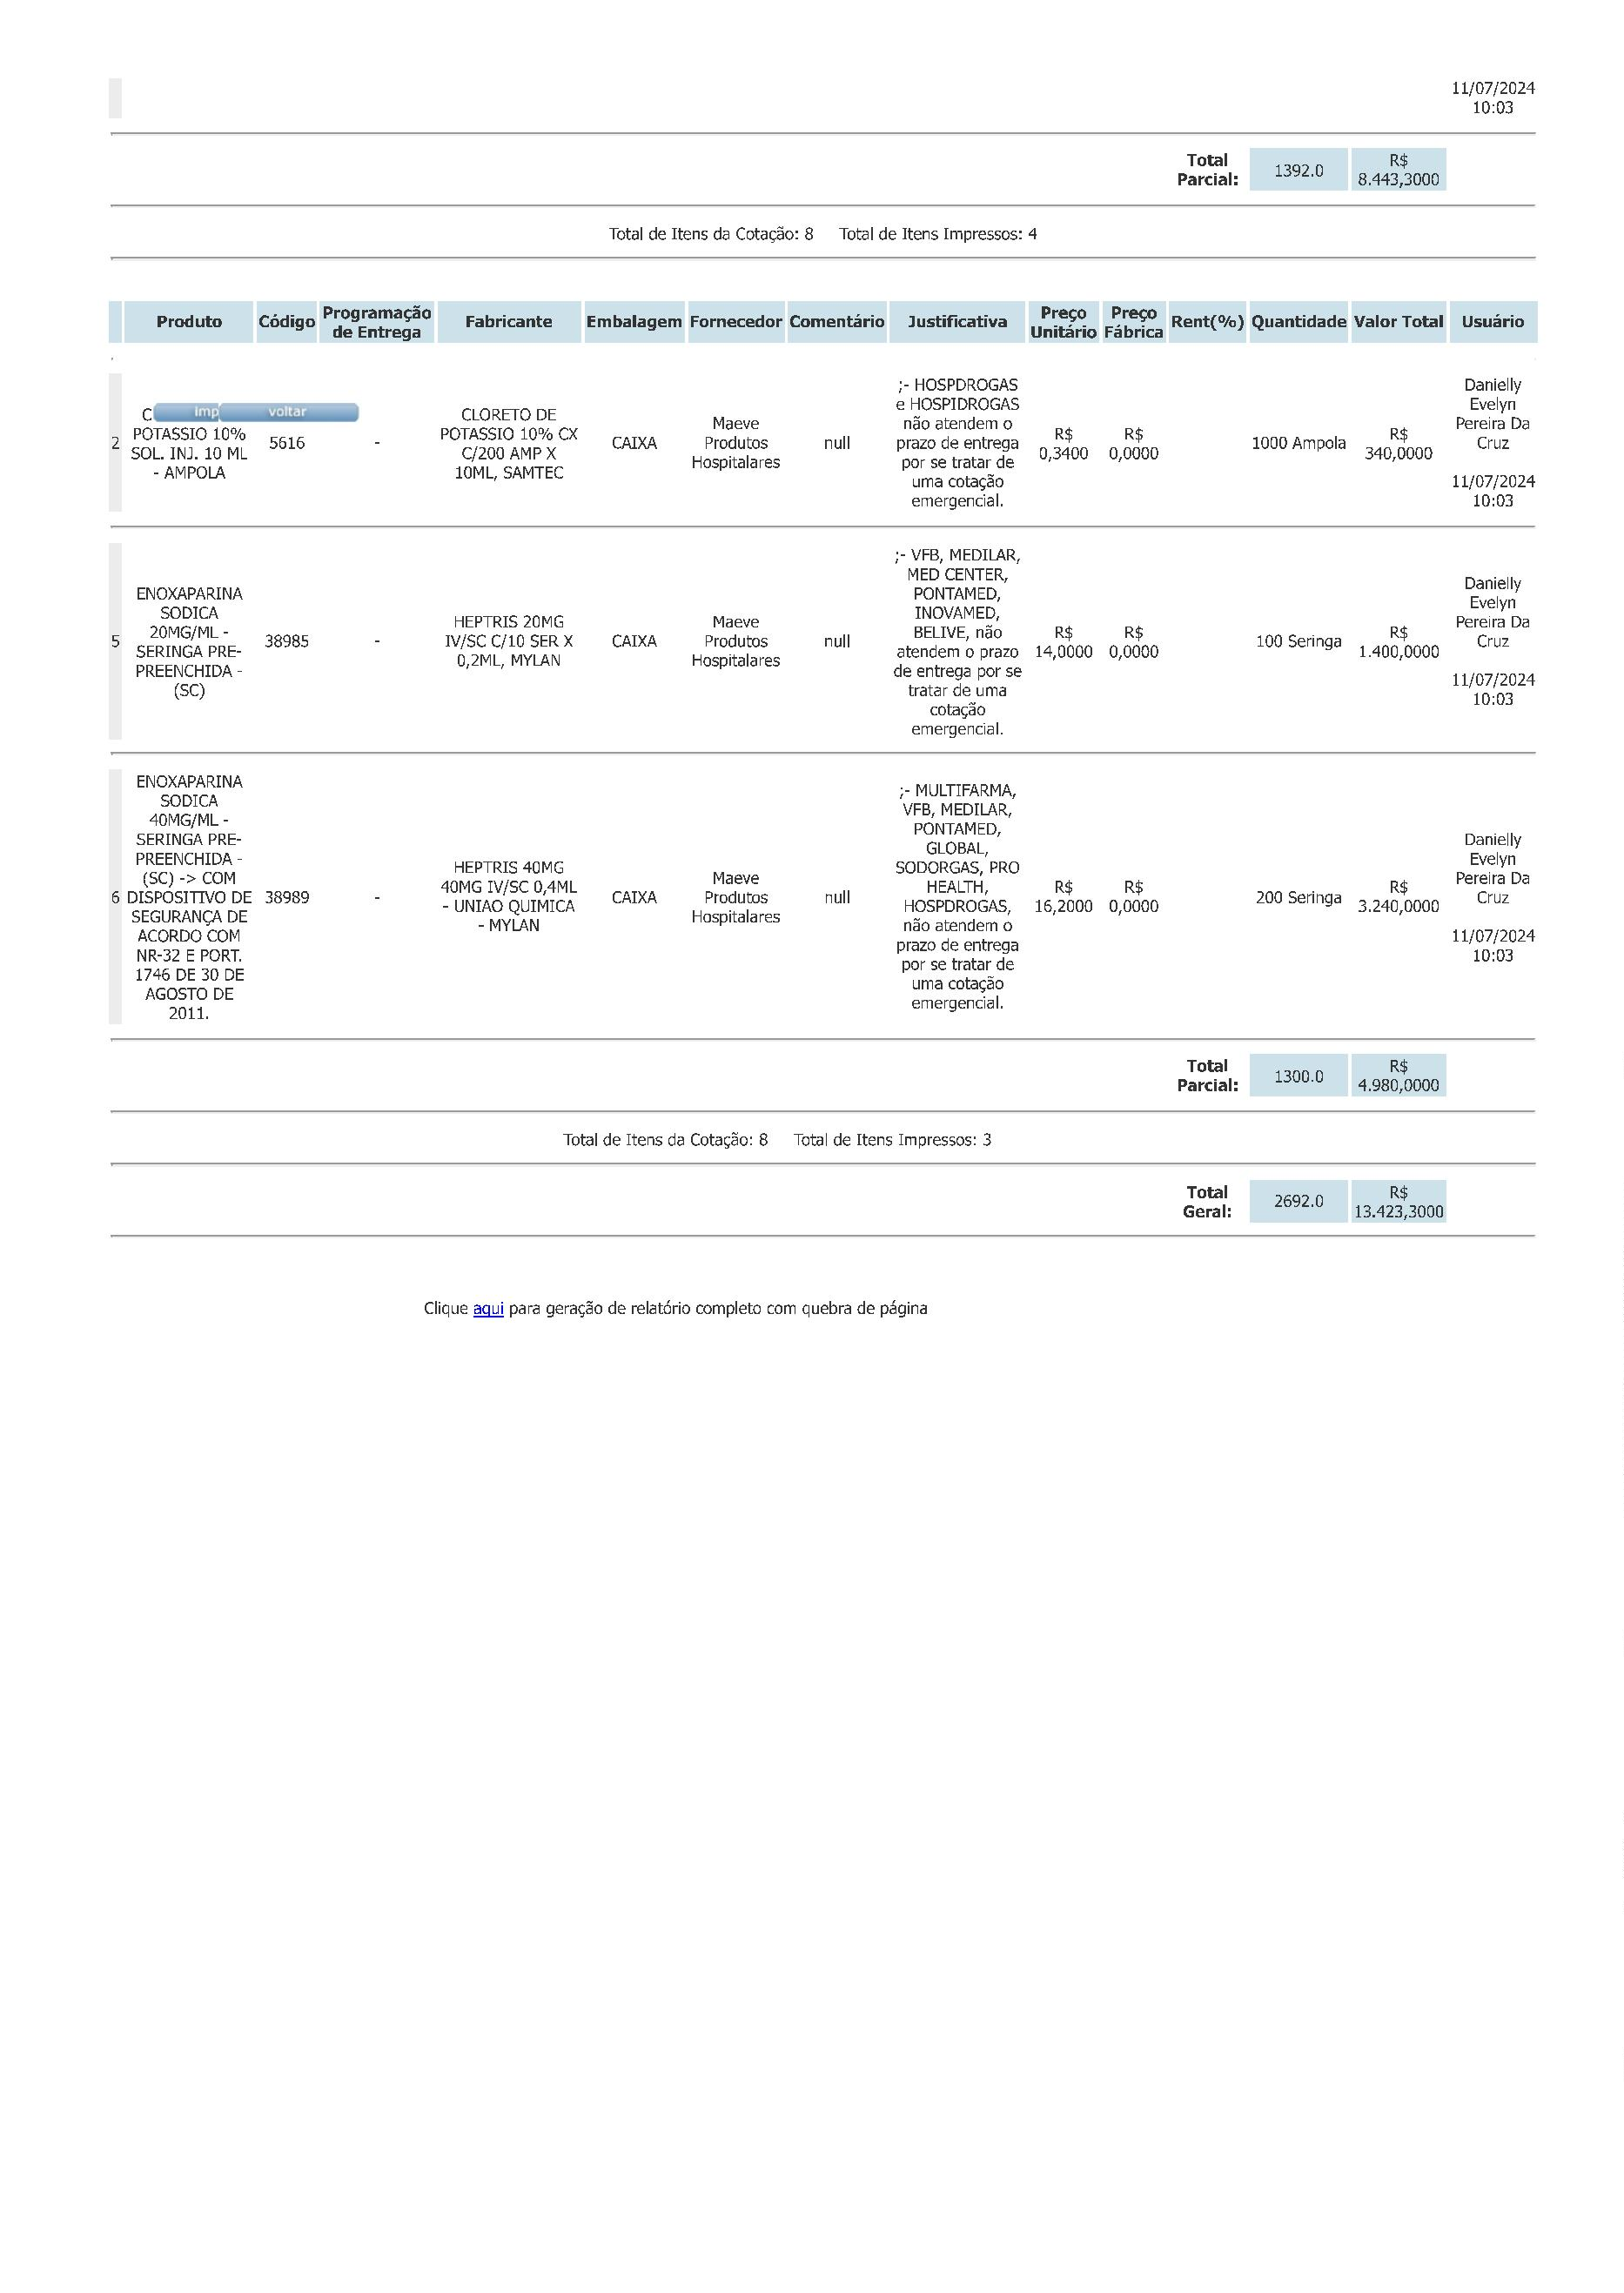 11/07/2024
10:03
Total
Parcial:
1392.0
R$
8.443,3000
Total de Itens da Cotação: 8 Total de Itens Impressos: 4
Produto Código Programação de Entrega Fabricante Embalagem Fornecedor Comentário Justificativa Preço Unitário Preço Fábrica Rent(%) Quantidade Valor Total Usuário
2
C
imp
voltar
POTASSIO 10%
SOL. INJ. 10 ML
- AMPOLA
5616
-
CLORETO DE
POTASSIO 10% CX
C/200 AMP X
10ML, SAMTEC
CAIXA
Maeve
Produtos
Hospitalares
null
;- HOSPDROGAS
e HOSPIDROGAS
não atendem o
prazo de entrega
por se tratar de
uma cotação
emergencial.
R$
0,3400
R$
0,0000
1000 Ampola
R$
340,0000
Danielly
Evelyn
Pereira Da
Cruz
11/07/2024
10:03
5
ENOXAPARINA
SODICA
20MG/ML -
SERINGA PRE-
PREENCHIDA -
(SC)
38985
-
HEPTRIS 20MG
IV/SC C/10 SER X
0,2ML, MYLAN
CAIXA
Maeve
Produtos
Hospitalares
null
;- VFB, MEDILAR,
MED CENTER,
PONTAMED,
INOVAMED,
BELIVE, não
atendem o prazo
de entrega por se
tratar de uma
cotação
emergencial.
R$
14,0000
R$
0,0000
100 Seringa
R$
1.400,0000
Danielly
Evelyn
Pereira Da
Cruz
11/07/2024
10:03
6
ENOXAPARINA
SODICA
40MG/ML -
SERINGA PRE-
PREENCHIDA -
(SC) -> COM
DISPOSITIVO DE
SEGURANÇA DE
ACORDO COM
NR-32 E PORT.
1746 DE 30 DE
AGOSTO DE
2011.
38989
-
HEPTRIS 40MG
40MG IV/SC 0,4ML
- UNIAO QUIMICA
- MYLAN
CAIXA
Maeve
Produtos
Hospitalares
null
;- MULTIFARMA,
VFB, MEDILAR,
PONTAMED,
GLOBAL,
SODORGAS, PRO
HEALTH,
HOSPDROGAS,
não atendem o
prazo de entrega
por se tratar de
uma cotação
emergencial.
R$
16,2000
R$
0,0000
200 Seringa
R$
3.240,0000
Danielly
Evelyn
Pereira Da
Cruz
11/07/2024
10:03
Total
Parcial:
1300.0
R$
4.980,0000
Total de Itens da Cotação: 8 Total de Itens Impressos: 3
Total
Geral:
2692.0
R$
13.423,3000
Clique aqui para geração de relatório completo com quebra de página